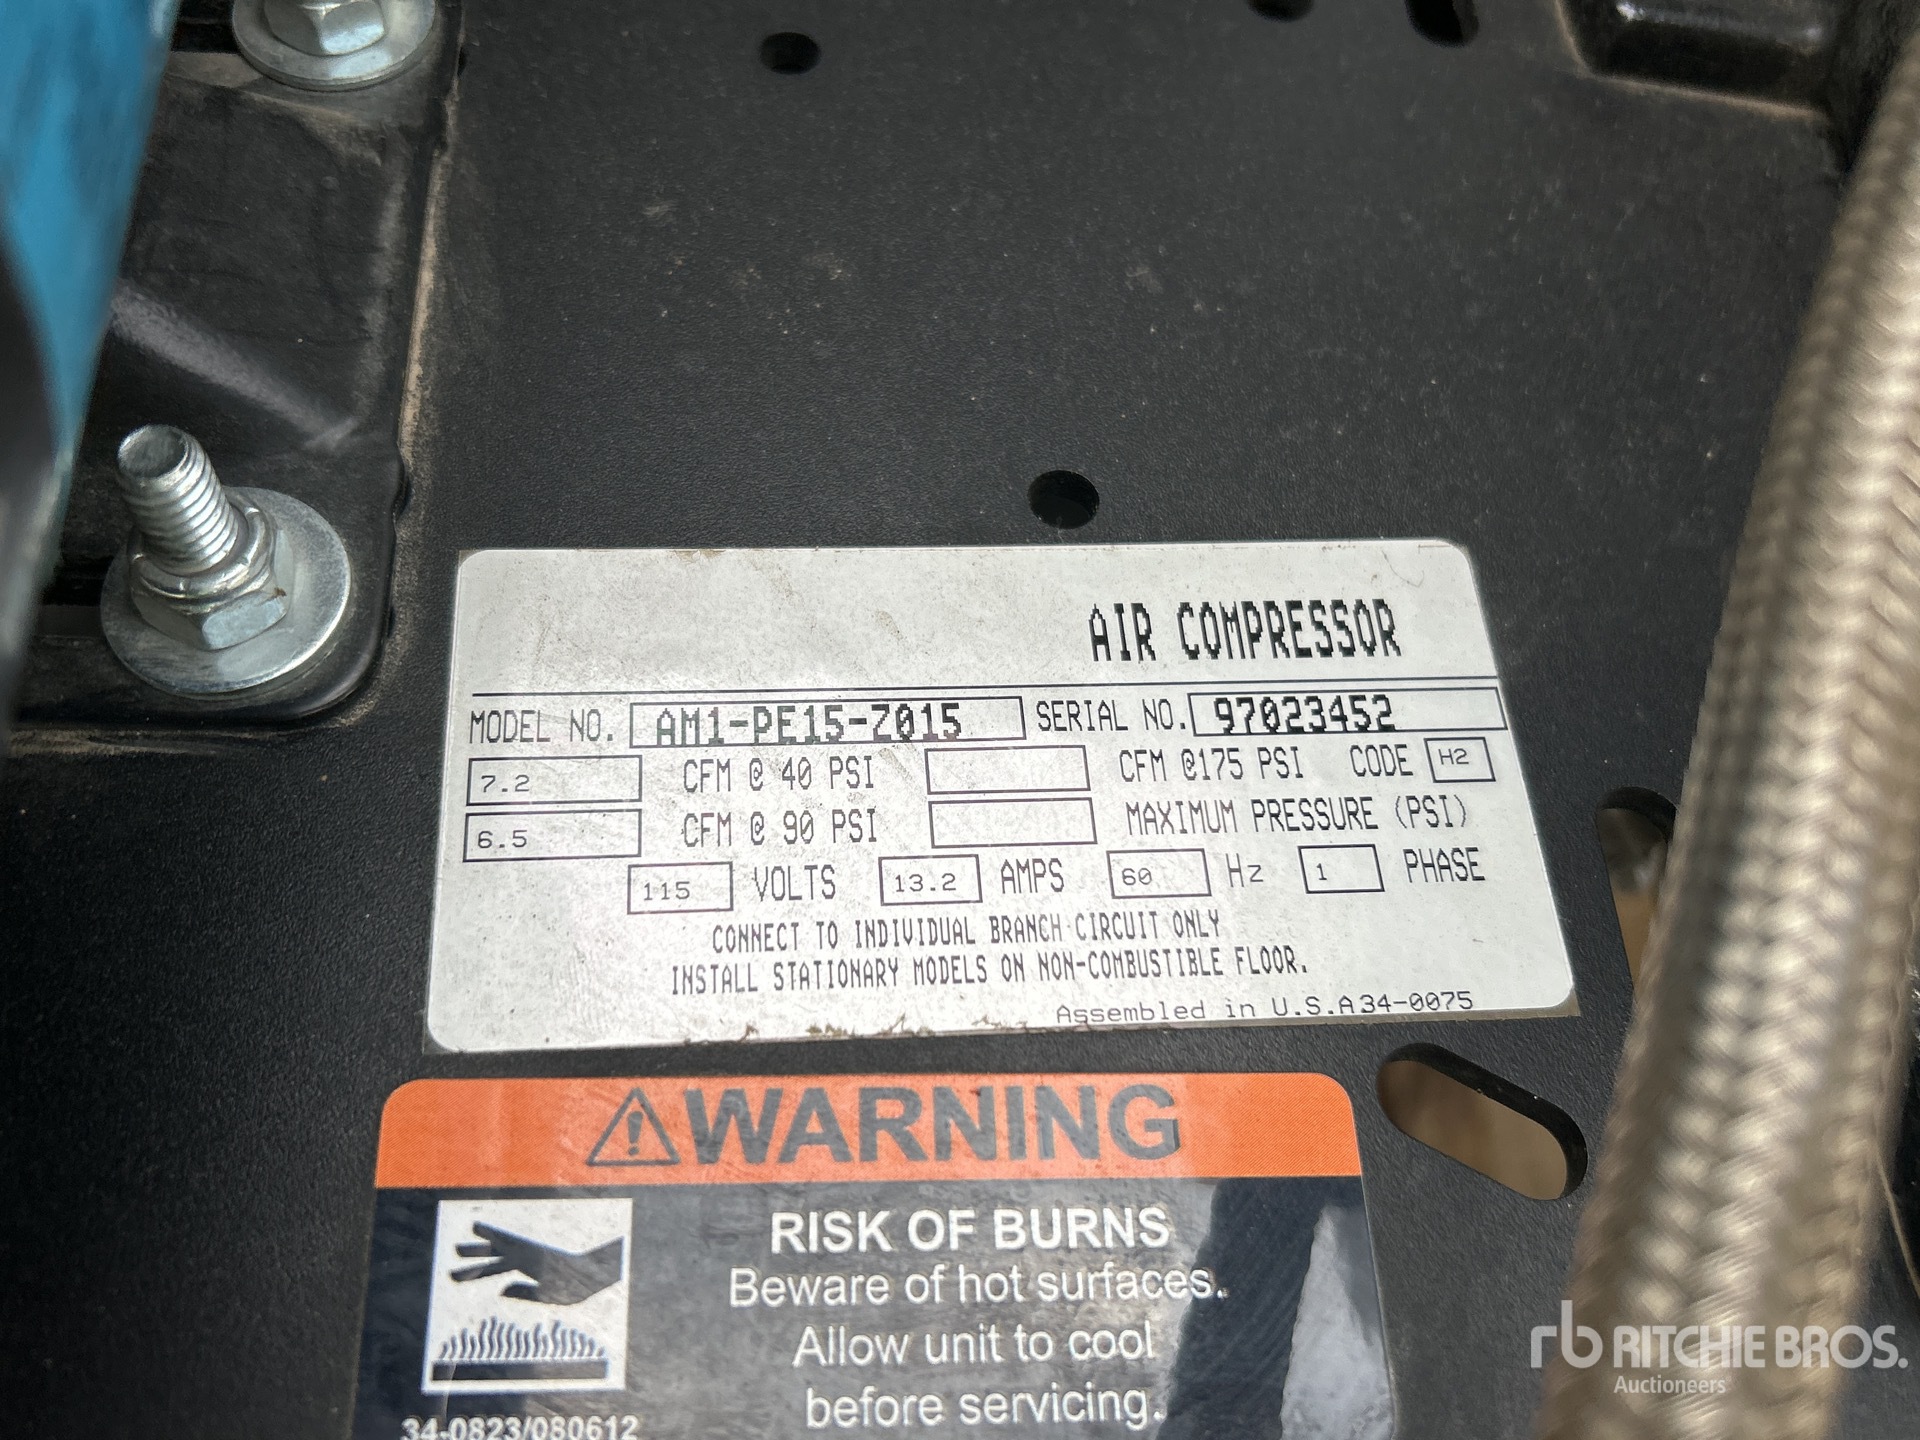 AIR COMPRESSOR
MODEL NO. AM1-PE15-Z015 SERIAL NO. 97023452
7.2 CFM @ 40 PSI CFM @175 PSI CODE H2
6.5 CFM @ 90 PSI MAXIMUM PRESSURE (PSI)
115 VOLTS 13.2 AMPS 60 Hz 1 PHASE
CONNECT TO INDIVIDUAL BRANCH CIRCUIT ONLY
INSTALL STATIONARY MODELS ON NON-COMBUSTIBLE FLOOR.
Assembled in U.S.A34-0075
WARNING
RISK OF BURNS
Beware of hot surfaces.
Allow unit to cool
before servicing.
34-0823/080612
rb RITCHIE BROS.
Auctioneers